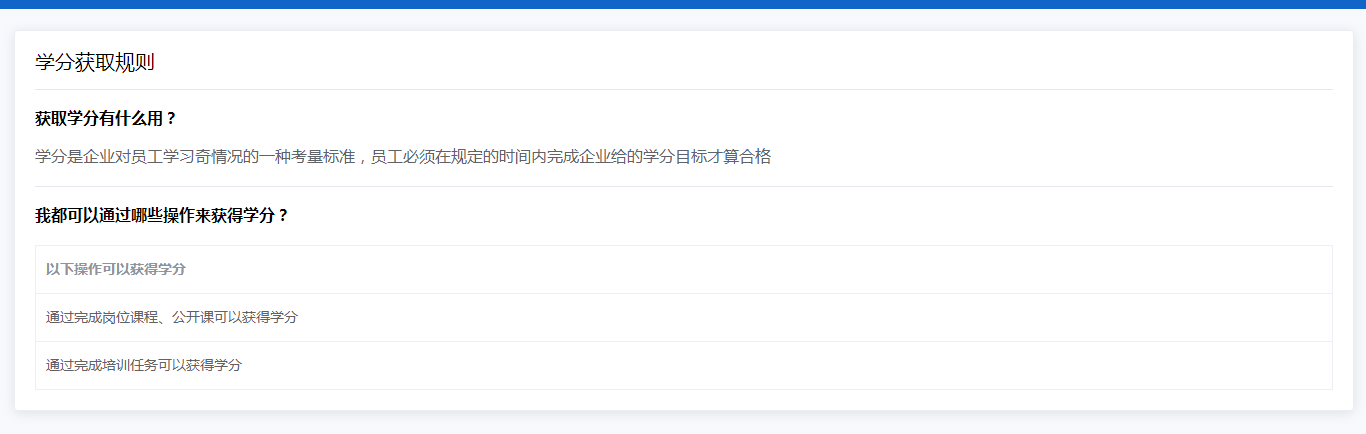 学分获取规则
获取学分有什么用？
学分是企业对员工学习奇情况的一种考量标准，员工必须在规定的时间内完成企业给的学分目标才算合格
我都可以通过哪些操作来获得学分？
以下操作可以获得学分
通过完成岗位课程、公开课可以获得学分
通过完成培训任务可以获得学分